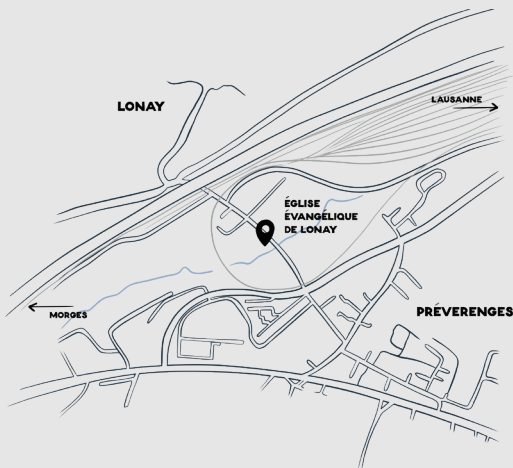 LONAY
LAUSANNE
ÉGLISE
ÉVANGÉLIQUE
DE LONAY
MORGES
PRÉVERENGES